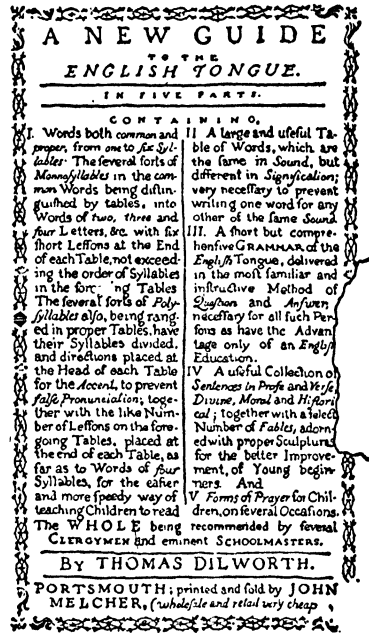 A NEW GUIDE
TO THE
ENGLISH TONGUE.
IN FIVE PARTS.
CONTAINING,
I. Words both common and
proper, from one to ſix Syl-
lables. The ſeveral ſorts of
Monoſyllables in the com-
mon Words being diſtin-
guiſhed by tables, into
Words of two, three and
four Letters, &c. with ſix
ſhort Leſſons at the End
of each Table, not exceed-
ing the order of Syllables
in the ng Tables
The ſeveral ſorts of Poly-
ſyllables alſo, being rang-
ed in proper Tables, have
their Syllables divided,
and directions placed at
the Head of each Table
for the Accent, to prevent
falſe Pronunciation; toge-
ther with the like Num-
ber of Leſſons on the fore-
going Tables, placed at
the end of each Table, as
far as to Words of four
Syllables, for the eaſier
and more ſpeedy way of
teaching Children to read
II A large and uſeful Ta-
ble of Words, which are
the ſame in Sound, but
different in Signification;
very neceſſary to prevent
writing one word for any
other of the ſame Sound
III. A ſhort but compre-
henſive GRAMMAR of the
Engliſh Tongue, delivered
in the moſt familiar and
inſtructive Method of
Queſtion and Anſwer,
neceſſary for all ſuch Per-
ſons as have the Advan
tage only of an Engliſh
Education.
IV A uſeful Collection of
Sentences in Proſe and Verſe,
Divine, Moral and Hiſtori
cal; together with a ſelect
Number of Fables, adorn-
ed with proper Sculpture
for the better Improve-
ment, of Young begin-
ners. And
V Forms of Prayer for Chil-
dren, on ſeveral Occaſions.
The WHOLE being recommended by ſeveral
CLERGYMEN and eminent SCHOOLMASTERS.
BY THOMAS DILWORTH.
PORTSMOUTH; printed and ſold by JOHN
MELCHER, (wholeſale and retail very cheap